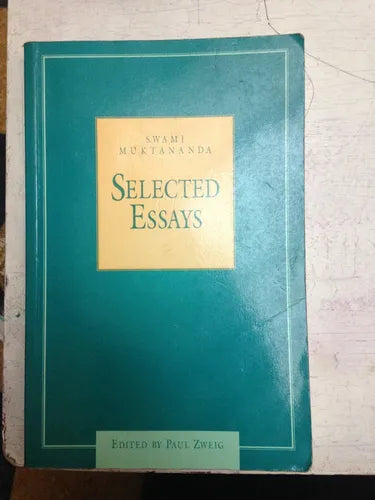 SWAMI
MUKTANANDA
SELECTED
ESSAYS
EDITED BY PAUL ZWEIG